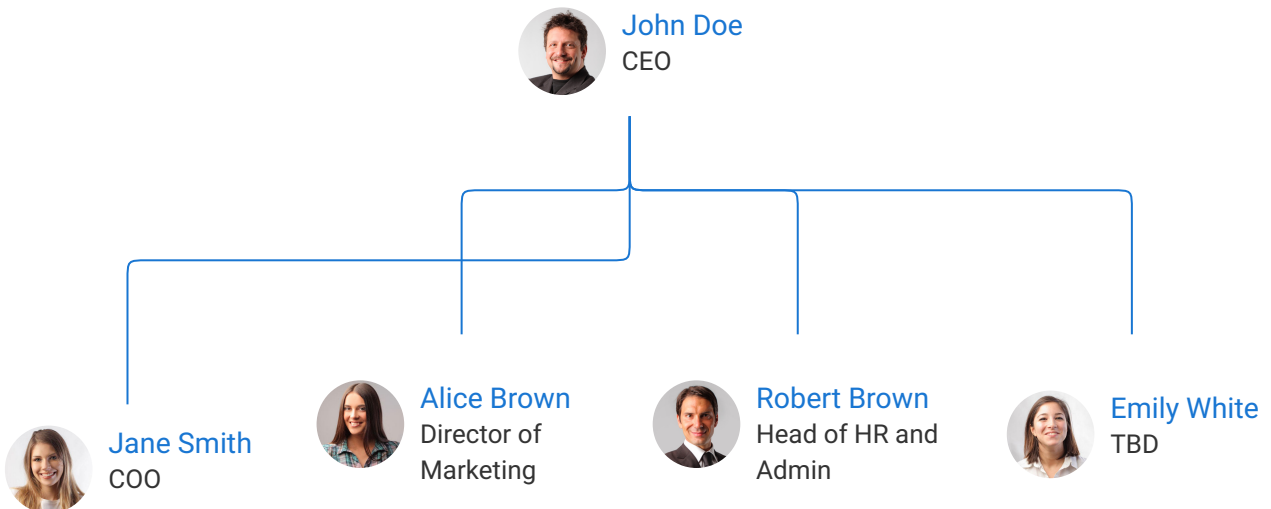 John Doe
CEO
Jane Smith
COO
Alice Brown
Director of
Marketing
Robert Brown
Head of HR and
Admin
Emily White
TBD